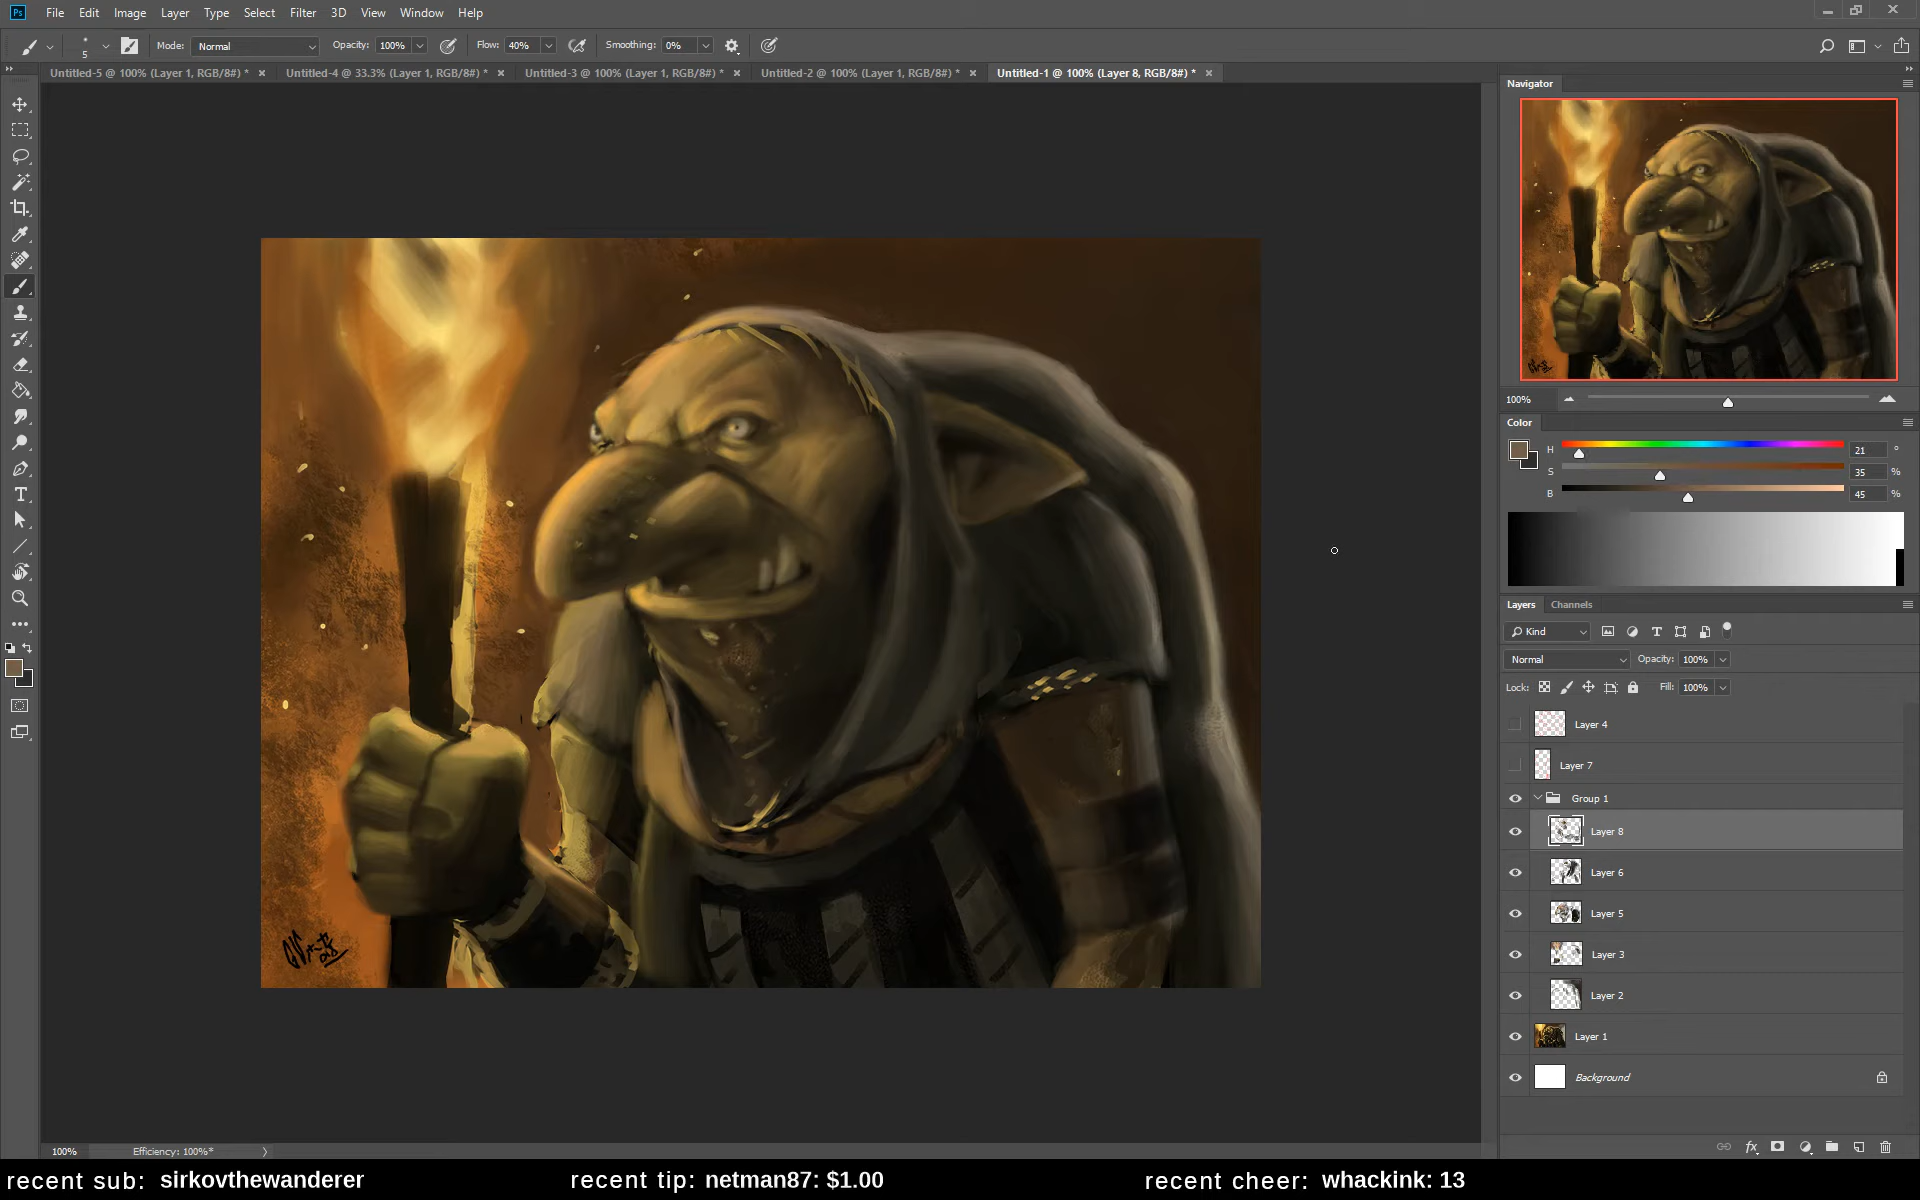 Ps File Edit Image Layer Type Select Filter 3D View Window Help
5 Mode: Normal Opacity: 100% Flow: 40% Smoothing: 0%
Untitled-5 @ 100% (Layer 1, RGB/8#) * Untitled-4 @ 33.3% (Layer 1, RGB/8#) * Untitled-3 @ 100% (Layer 1, RGB/8#) * Untitled-2 @ 100% (Layer 1, RGB/8#) * Untitled-1 @ 100% (Layer 8, RGB/8#) *
Navigator
100%
Color
H 21 °
S 35 %
B 45 %
Layers Channels
Kind
Normal Opacity: 100%
Lock: Fill: 100%
Layer 4
Layer 7
Group 1
Layer 8
Layer 6
Layer 5
Layer 3
Layer 2
Layer 1
Background
fx
100% Efficiency: 100%*
recent sub: sirkovthewanderer recent tip: netman87: $1.00 recent cheer: whackink: 13